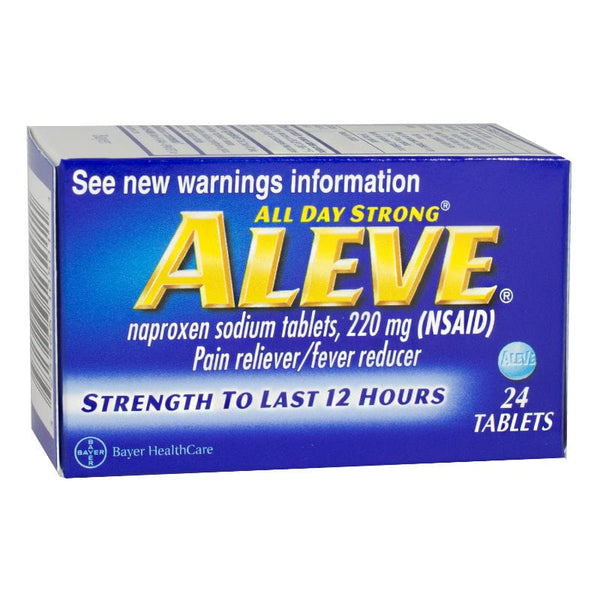 See new warnings information
ALL DAY STRONG®
ALEVE®
naproxen sodium tablets, 220 mg (NSAID)
Pain reliever/fever reducer
ALEVE
STRENGTH TO LAST 12 HOURS
24
TABLETS
BAYER
BAYER
Bayer HealthCare